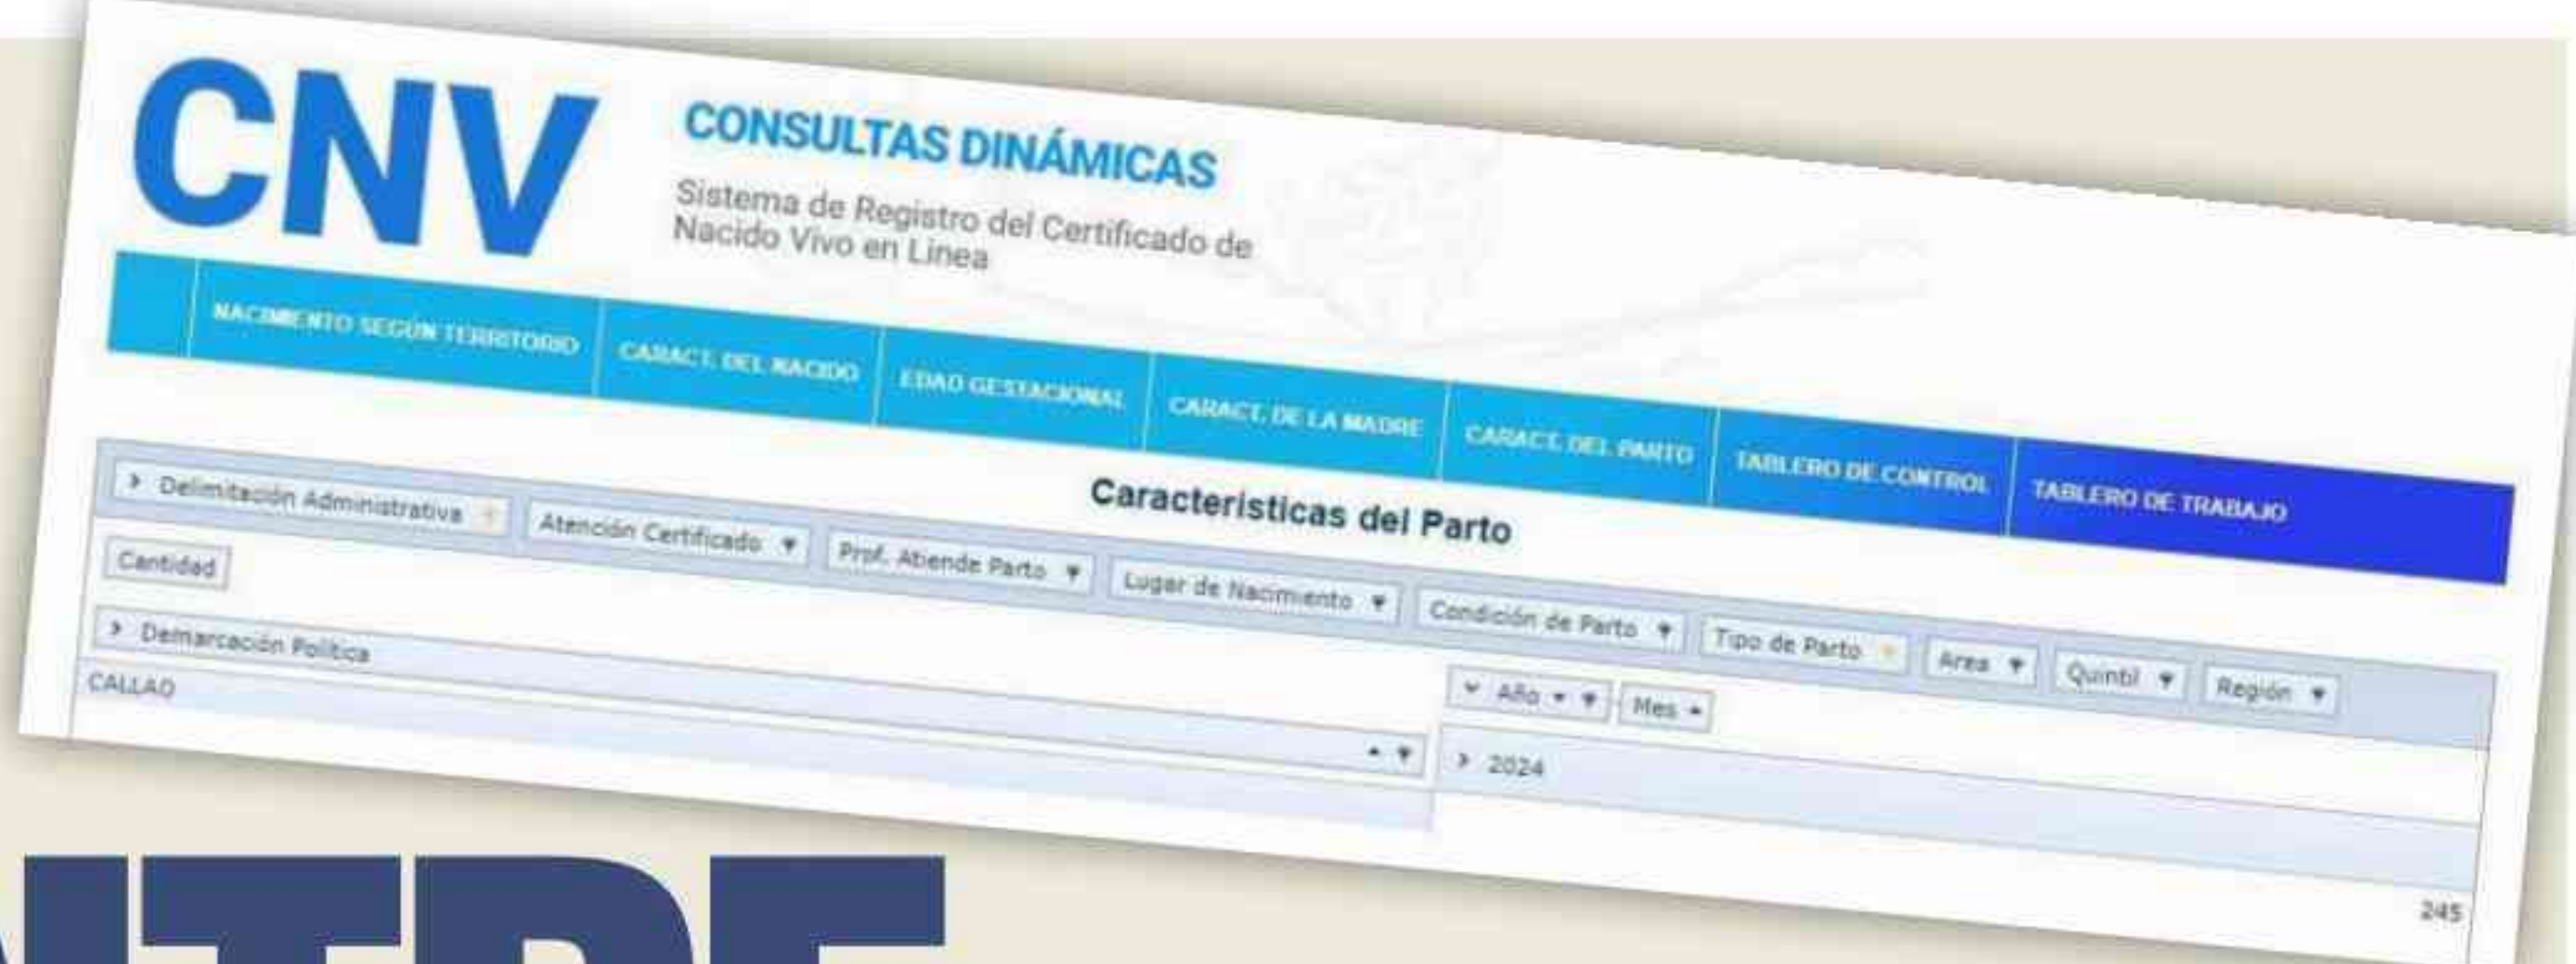 CNV
CONSULTAS DINÁMICAS
Sistema de Registro del Certificado de
Nacido Vivo en Linea
NACIMIENTO SEGÚN TERRITORIO CARACT. DEL NACIDO EDAD GESTACIONAL CARACT. DE LA MADRE CARACT. DEL PARTO TABLERO DE CONTROL TABLERO DE TRABAJO
Caracteristicas del Parto
Delimitación Administrativa Atención Certificado Prof. Atiende Parto Lugar de Nacimiento Condición de Parto Tipo de Parto Area Quintil Región
Cantidad
Año Mes
Demarcación Política
2024
CALLAO
245